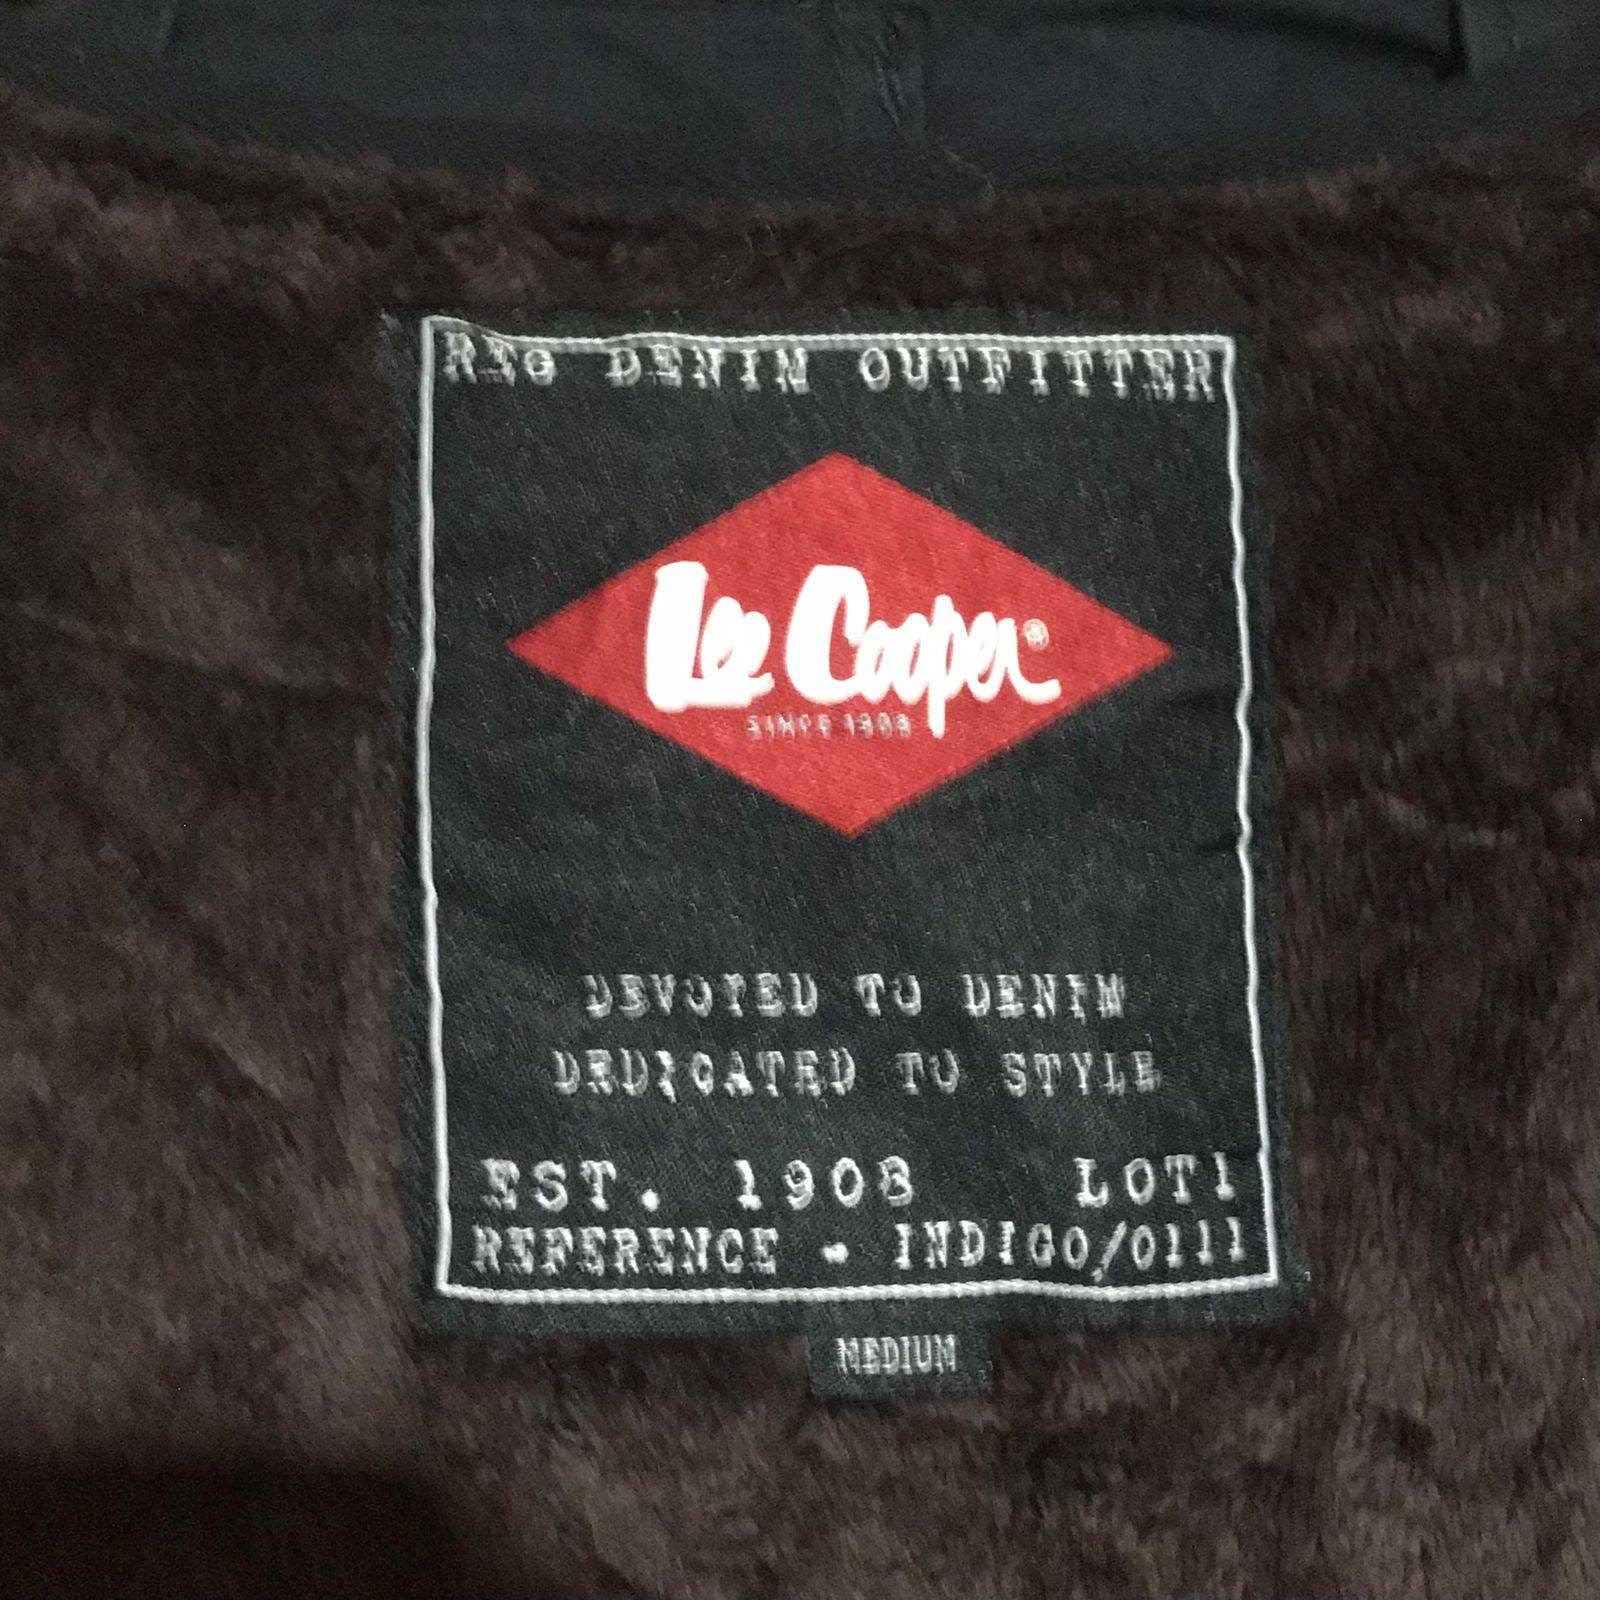 REG DENIM OUTFITTER
Lee Cooper®
SINCE 1908
DEVOTED TO DENIM
DEDICATED TO STYLE
EST. 1908 LOT1
REFERENCE - INDIGO/0111
MEDIUM